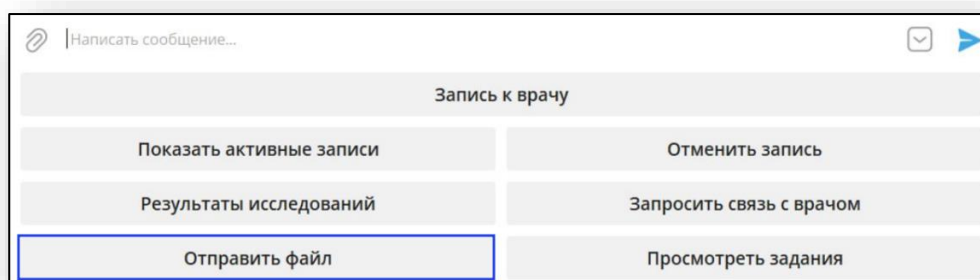 Написать сообщение...
Запись к врачу
Показать активные записи
Отменить запись
Результаты исследований
Запросить связь с врачом
Отправить файл
Просмотреть задания